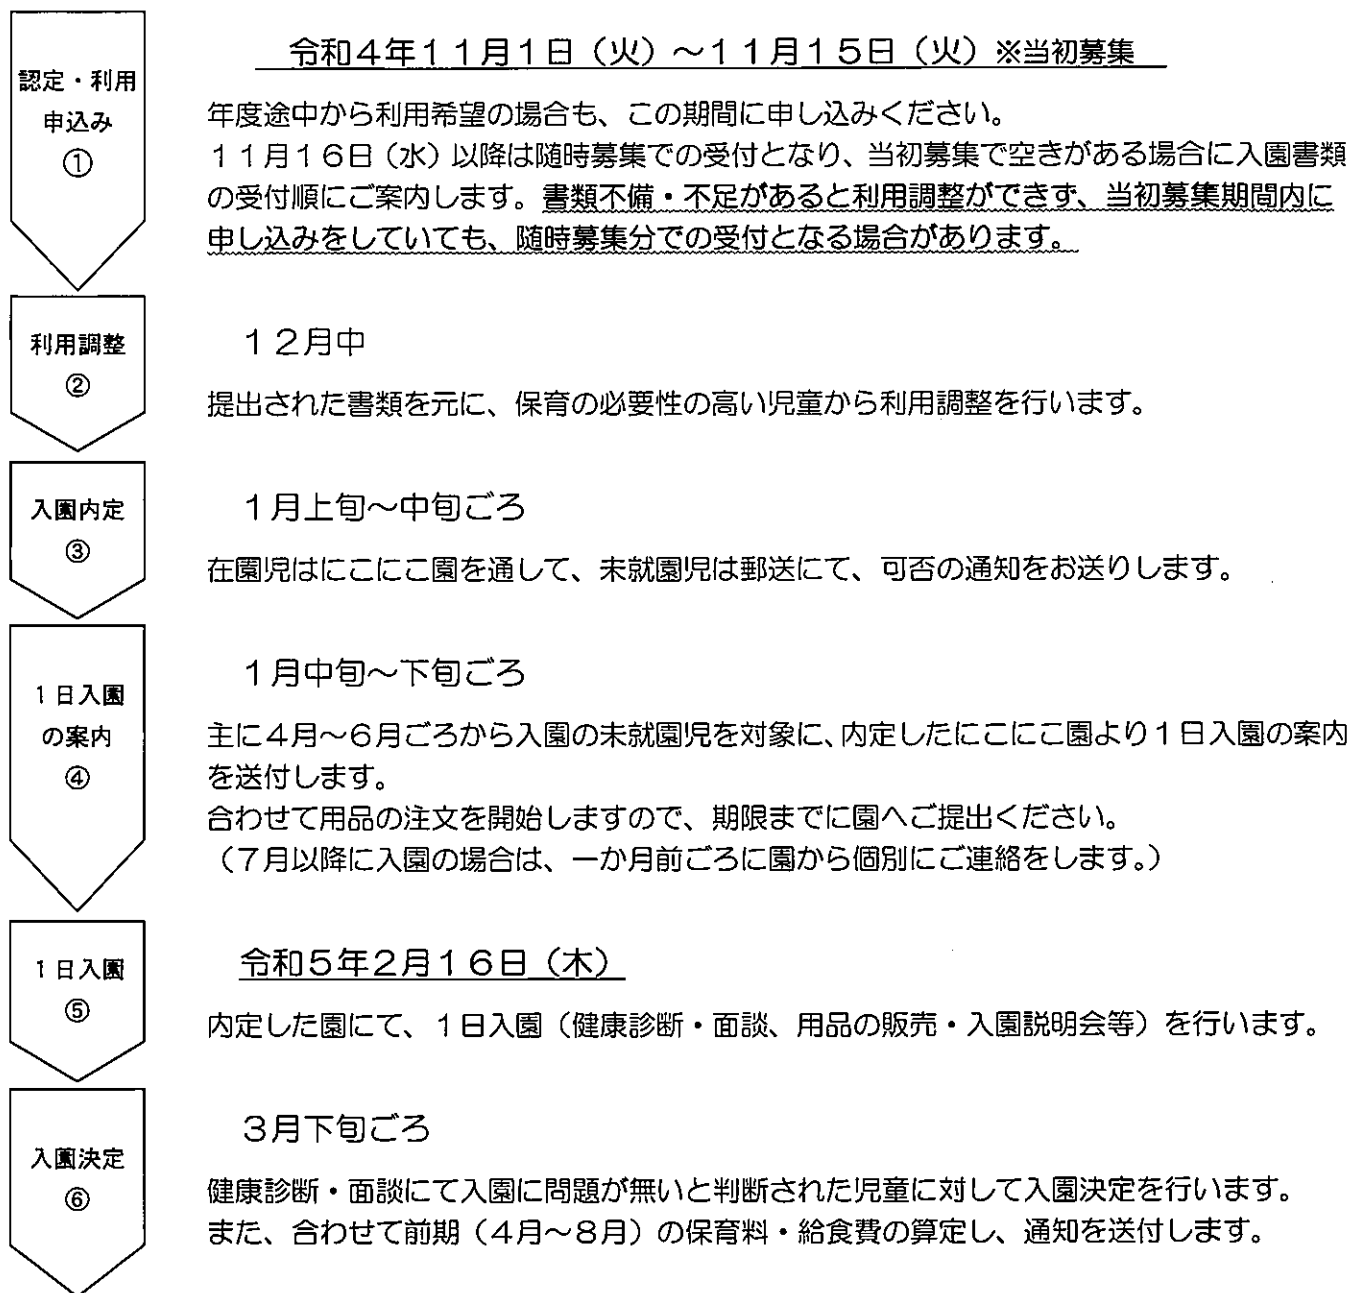 認定・利用
申込み
①
令和4年11月1日（火）～11月15日（火）※当初募集
年度途中から利用希望の場合も、この期間に申し込みください。
11月16日（水）以降は随時募集での受付となり、当初募集で空きがある場合に入園書類
の受付順にご案内します。書類不備・不足があると利用調整ができず、当初募集期間内に
申し込みをしていても、随時募集分での受付となる場合があります。
利用調整
②
12月中
提出された書類を元に、保育の必要性の高い児童から利用調整を行います。
入園内定
③
1月上旬～中旬ごろ
在園児はにこにこ園を通して、未就園児は郵送にて、可否の通知をお送りします。
1日入園
の案内
④
1月中旬～下旬ごろ
主に4月～6月ごろから入園の未就園児を対象に、内定したにこにこ園より1日入園の案内
を送付します。
合わせて用品の注文を開始しますので、期限までに園へご提出ください。
（7月以降に入園の場合は、一か月前ごろに園から個別にご連絡をします。）
1日入園
⑤
令和5年2月16日（木）
内定した園にて、1日入園（健康診断・面談、用品の販売・入園説明会等）を行います。
入園決定
⑥
3月下旬ごろ
健康診断・面談にて入園に問題が無いと判断された児童に対して入園決定を行います。
また、合わせて前期（4月～8月）の保育料・給食費の算定し、通知を送付します。